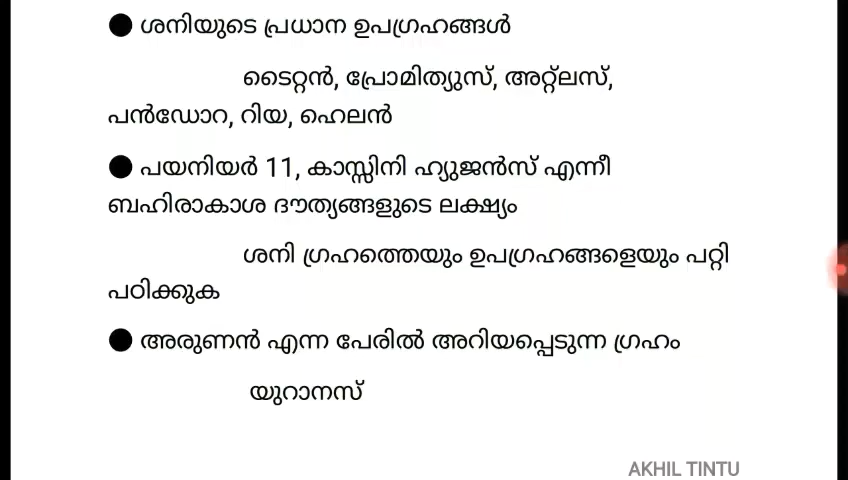 ● ശനിയുടെ പ്രധാന ഉപഗ്രഹങ്ങൾ
ടൈറ്റൻ, പ്രോമിത്യുസ്, അറ്റ്ലസ്,
പൻഡോറ, റിയ, ഹെലൻ
● പയനിയർ 11, കാസ്സിനി ഹ്യുജൻസ് എന്നീ
ബഹിരാകാശ ദൗത്യങ്ങളുടെ ലക്ഷ്യം
ശനി ഗ്രഹത്തെയും ഉപഗ്രഹങ്ങളെയും പറ്റി
പഠിക്കുക
● അരുണൻ എന്ന പേരിൽ അറിയപ്പെടുന്ന ഗ്രഹം
യുറാനസ്
AKHIL TINTU